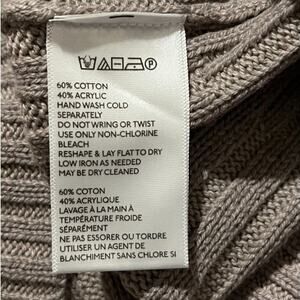 60% COTTON
40% ACRYLIC
HAND WASH COLD
SEPARATELY
DO NOT WRING OR TWIST
USE ONLY NON-CHLORINE
BLEACH
RESHAPE & LAY FLAT TO DRY
LOW IRON AS NEEDED
MAY BE DRY CLEANED
60% COTON
40% ACRYLIQUE
LAVAGE À LA MAIN À
TEMPÉRATURE FROIDE
SÉPARÉMENT
NE PAS ESSORER OU TORDRE
UTILISER UN AGENT DE
BLANCHIMENT SANS CHLORE SI